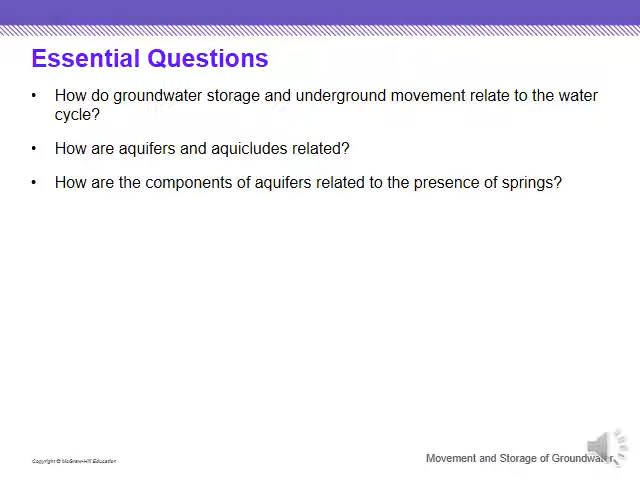 Essential Questions
• How do groundwater storage and underground movement relate to the water
cycle?
• How are aquifers and aquicludes related?
• How are the components of aquifers related to the presence of springs?
Copyright © McGraw-Hill Education
Movement and Storage of Groundwater